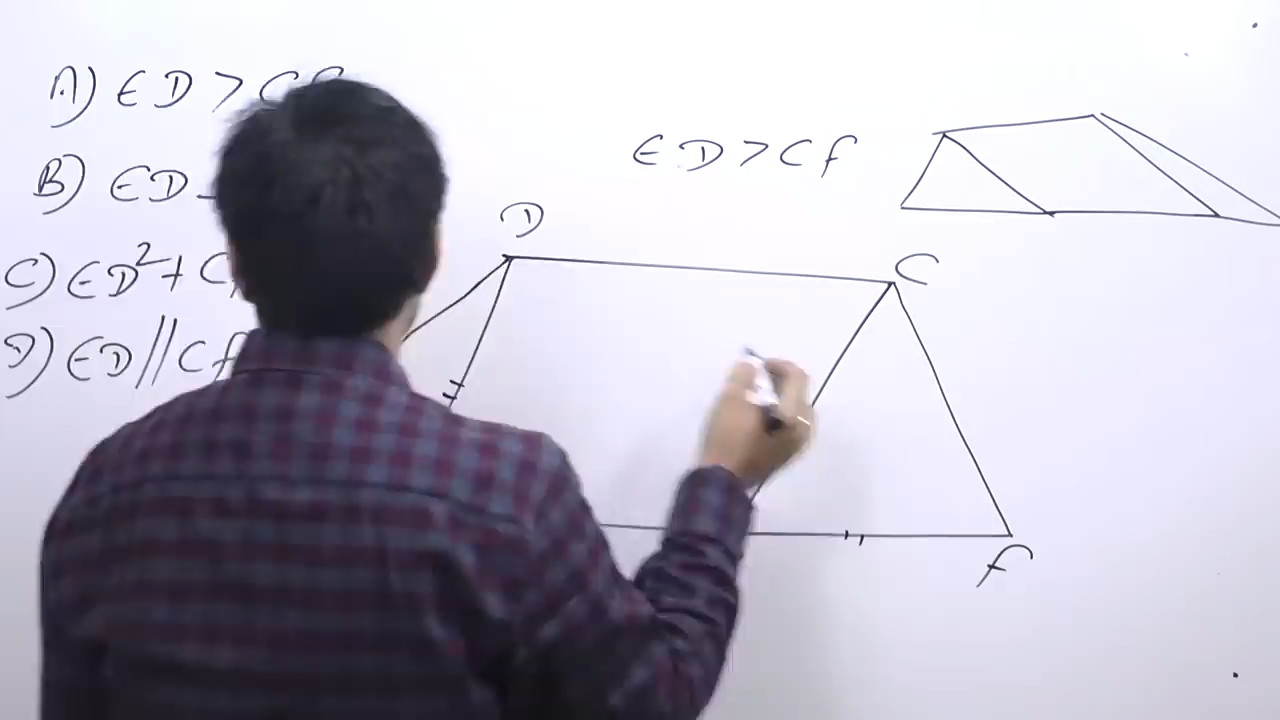 A) ED > CF
B) ED
C) ED² + C
D) ED // CF
ED > CF
D
C
F